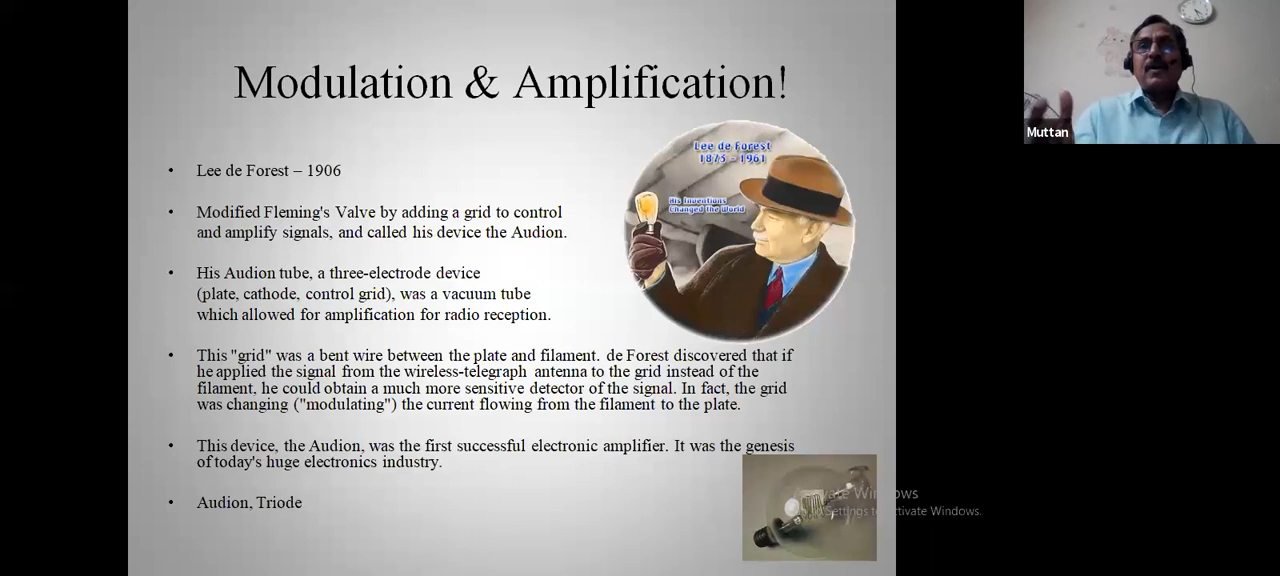 Modulation & Amplification!
Lee de Forest
1873 - 1961
His Inventions
Changed the World
• Lee de Forest – 1906
• Modified Fleming's Valve by adding a grid to control
and amplify signals, and called his device the Audion.
• His Audion tube, a three-electrode device
(plate, cathode, control grid), was a vacuum tube
which allowed for amplification for radio reception.
• This "grid" was a bent wire between the plate and filament. de Forest discovered that if
he applied the signal from the wireless-telegraph antenna to the grid instead of the
filament, he could obtain a much more sensitive detector of the signal. In fact, the grid
was changing ("modulating") the current flowing from the filament to the plate.
• This device, the Audion, was the first successful electronic amplifier. It was the genesis
of today's huge electronics industry.
• Audion, Triode
Muttan
Activate Windows
Settings to activate Windows.